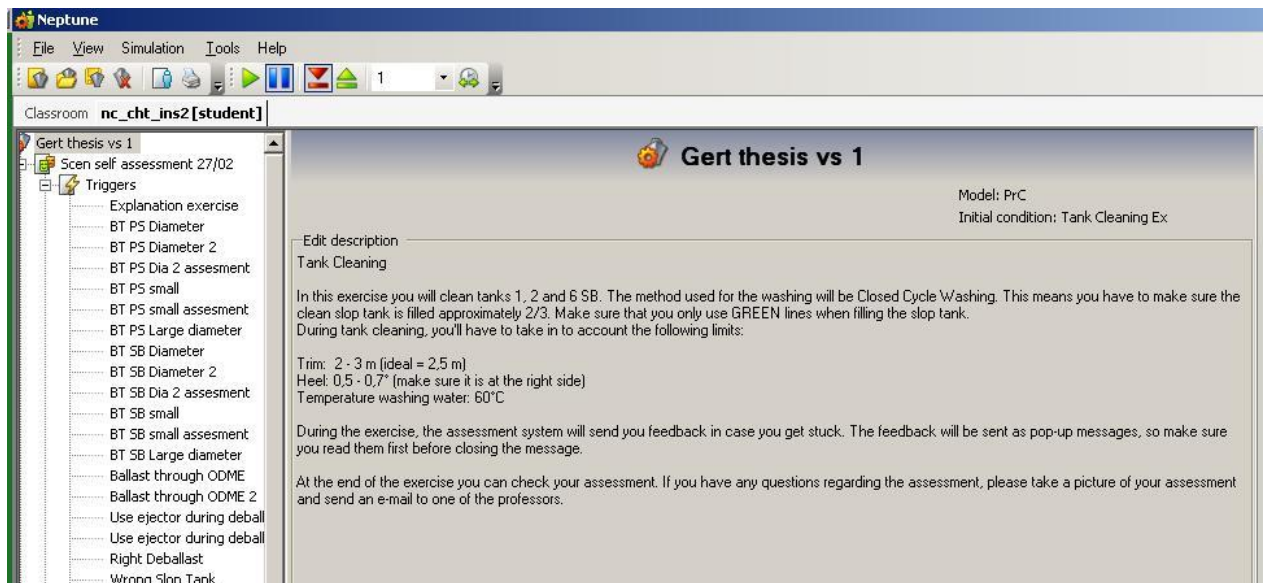 Neptune
File View Simulation Tools Help
1
Classroom nc_cht_ins2 [student]
Gert thesis vs 1
Scen self assessment 27/02
Triggers
Explanation exercise
BT PS Diameter
BT PS Diameter 2
BT PS Dia 2 assesment
BT PS small
BT PS small assesment
BT PS Large diameter
BT SB Diameter
BT SB Diameter 2
BT SB Dia 2 assesment
BT SB small
BT SB small assesment
BT SB Large diameter
Ballast through ODME
Ballast through ODME 2
Use ejector during deball
Use ejector during deball
Right Deballast
Wrong Slop Tank
Gert thesis vs 1
Model: PrC
Initial condition: Tank Cleaning Ex
Edit description
Tank Cleaning
In this exercise you will clean tanks 1, 2 and 6 SB. The method used for the washing will be Closed Cycle Washing. This means you have to make sure the
clean slop tank is filled approximately 2/3. Make sure that you only use GREEN lines when filling the slop tank.
During tank cleaning, you'll have to take in to account the following limits:
Trim: 2 - 3 m (ideal = 2,5 m)
Heel: 0,5 - 0,7° (make sure it is at the right side)
Temperature washing water: 60°C
During the exercise, the assessment system will send you feedback in case you get stuck. The feedback will be sent as pop-up messages, so make sure
you read them first before closing the message.
At the end of the exercise you can check your assessment. If you have any questions regarding the assessment, please take a picture of your assessment
and send an e-mail to one of the professors.